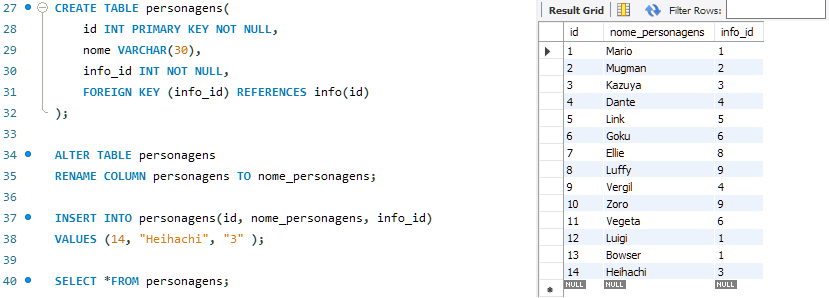 27 CREATE TABLE personagens(
28 id INT PRIMARY KEY NOT NULL,
29 nome VARCHAR(30),
30 info_id INT NOT NULL,
31 FOREIGN KEY (info_id) REFERENCES info(id)
32 );
33
34 ALTER TABLE personagens
35 RENAME COLUMN personagens TO nome_personagens;
36
37 INSERT INTO personagens(id, nome_personagens, info_id)
38 VALUES (14, "Heihachi", "3" );
39
40 SELECT *FROM personagens;
Result Grid Filter Rows:
id nome_personagens info_id
1 Mario 1
2 Mugman 2
3 Kazuya 3
4 Dante 4
5 Link 5
6 Goku 6
7 Ellie 8
8 Luffy 9
9 Vergil 4
10 Zoro 9
11 Vegeta 6
12 Luigi 1
13 Bowser 1
14 Heihachi 3
NULL NULL NULL